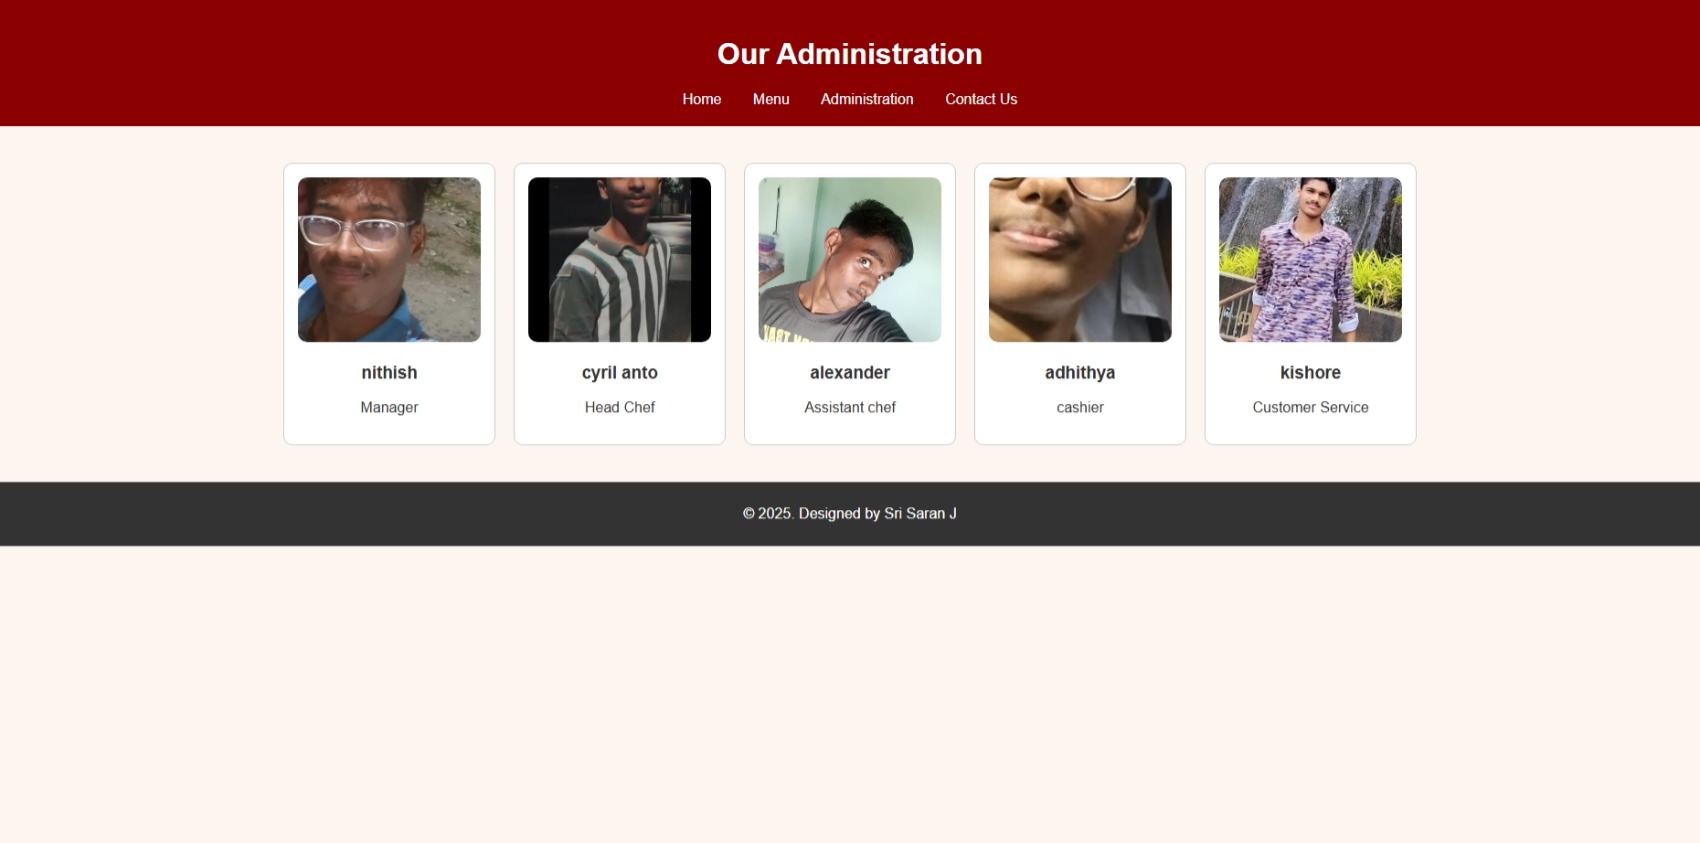 Our Administration
Home Menu Administration Contact Us
nithish
Manager
cyril anto
Head Chef
alexander
Assistant chef
adhithya
cashier
kishore
Customer Service
© 2025. Designed by Sri Saran J